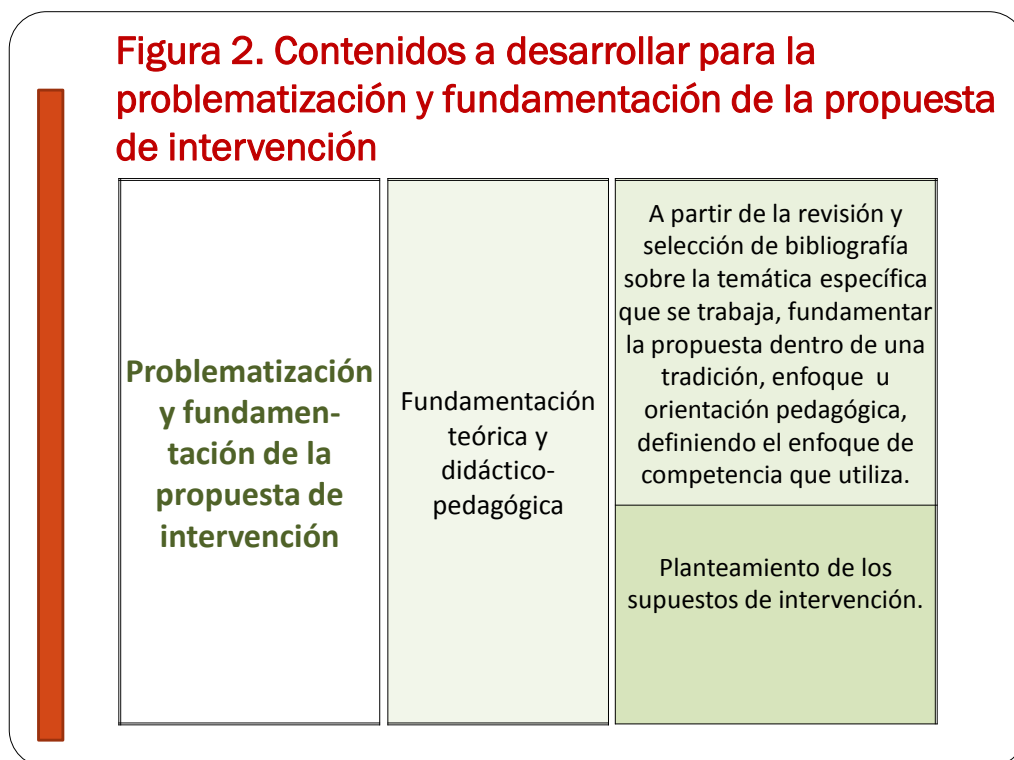 Figura 2. Contenidos a desarrollar para la
problematización y fundamentación de la propuesta
de intervención
Problematización
y fundamen-
tación de la
propuesta de
intervención
Fundamentación
teórica y
didáctico-
pedagógica
A partir de la revisión y
selección de bibliografía
sobre la temática específica
que se trabaja, fundamentar
la propuesta dentro de una
tradición, enfoque u
orientación pedagógica,
definiendo el enfoque de
competencia que utiliza.
Planteamiento de los
supuestos de intervención.